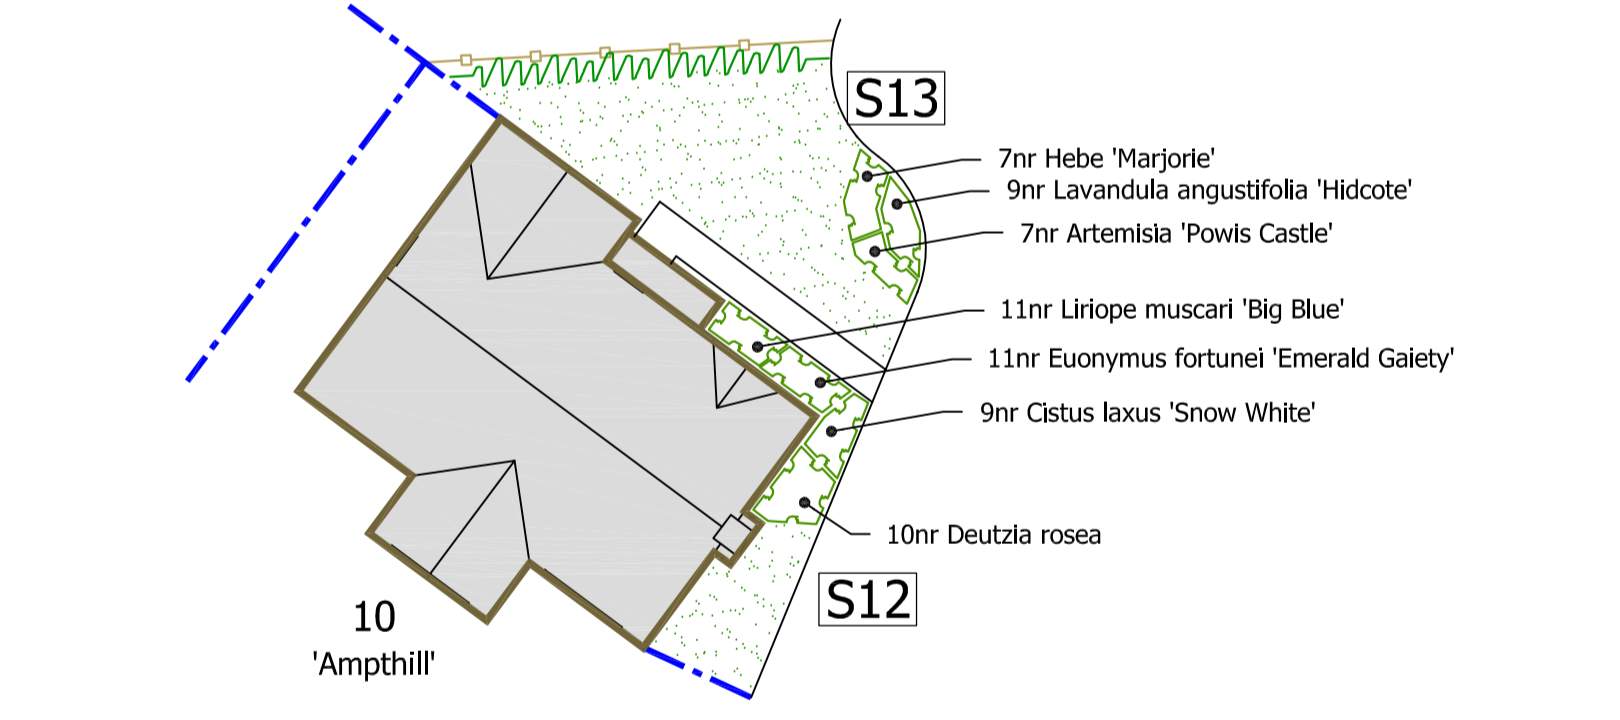 S13
7nr Hebe 'Marjorie'
9nr Lavandula angustifolia 'Hidcote'
7nr Artemisia 'Powis Castle'
11nr Liriope muscari 'Big Blue'
11nr Euonymus fortunei 'Emerald Gaiety'
9nr Cistus laxus 'Snow White'
10nr Deutzia rosea
S12
10
'Ampthill'